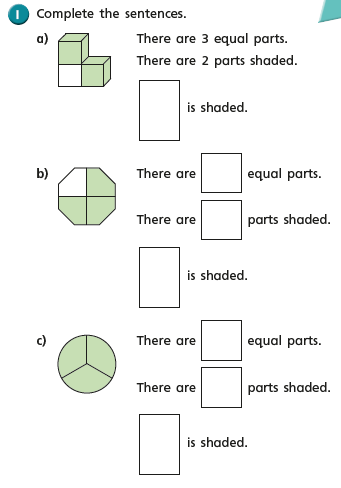 1 Complete the sentences.
a) There are 3 equal parts.
There are 2 parts shaded.
is shaded.
b) There are equal parts.
There are parts shaded.
is shaded.
c) There are equal parts.
There are parts shaded.
is shaded.